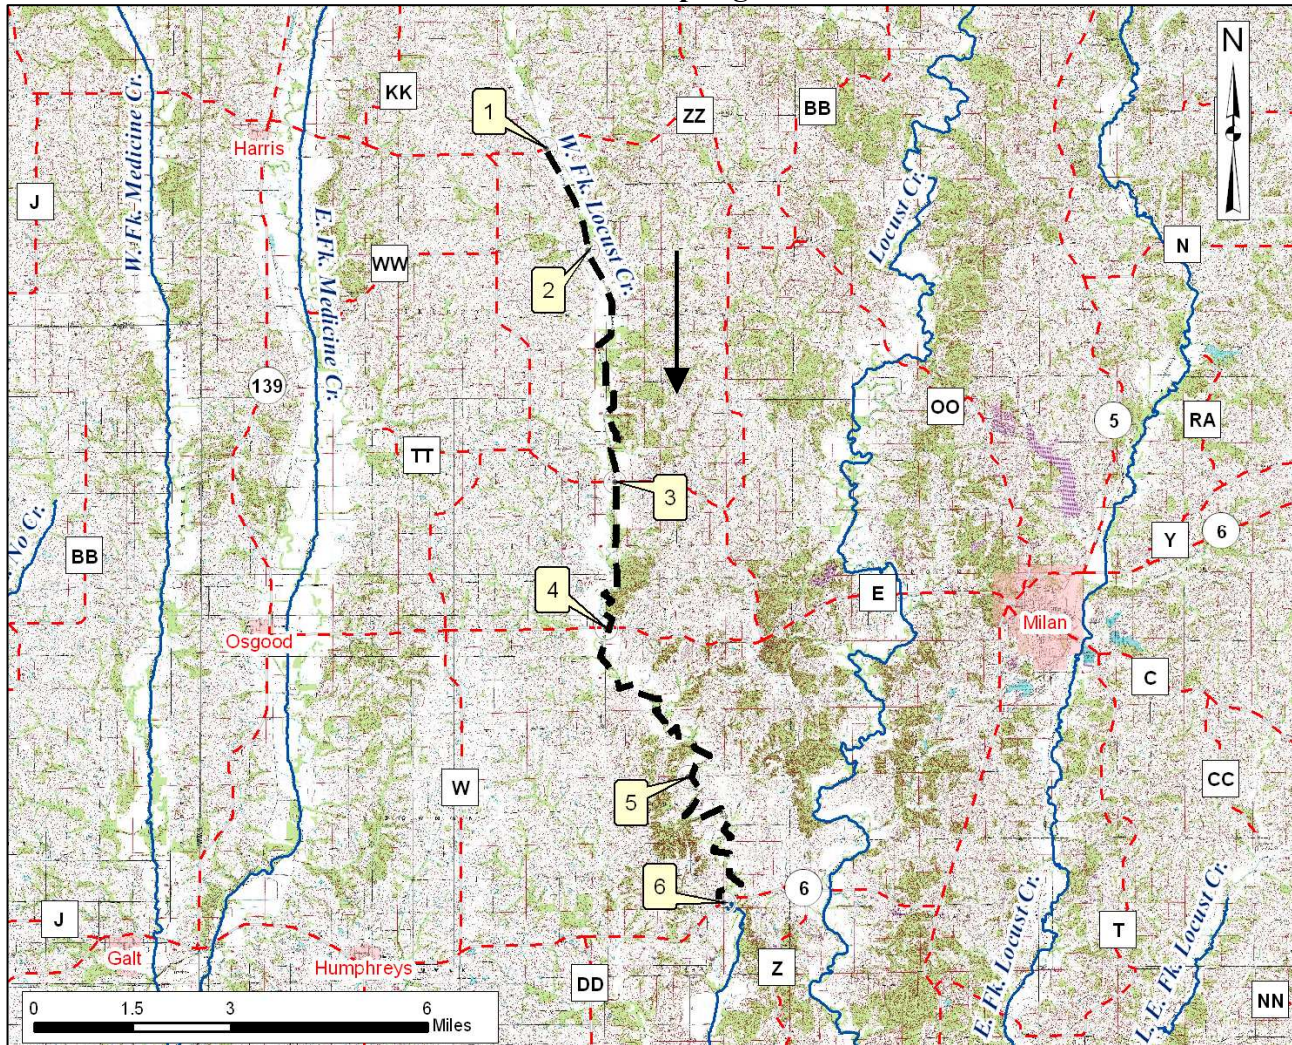 N
KK
ZZ
BB
1
Harris
W. Fk. Medicine Cr.
W. Fk. Locust Cr.
Locust Cr.
J
E. Fk. Medicine Cr.
WW
2
N
139
OO
5
RA
TT
3
No Cr.
BB
Y
6
4
E
Osgood
Milan
C
W
5
CC
6
6
J
Galt
Humphreys
DD
Z
E. Fk. Locust Cr.
T
L. E. Fk. Locust Cr.
NN
0 1.5 3 6
Miles